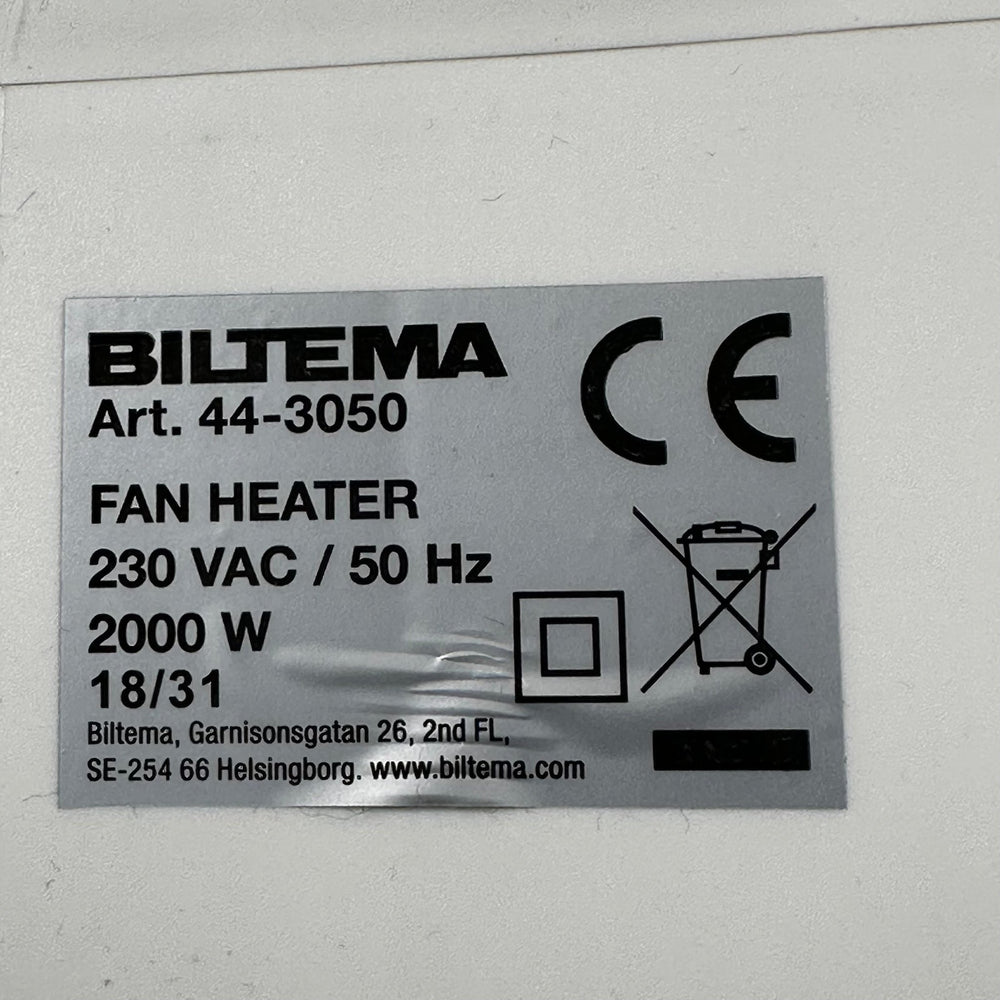 BILTEMA
Art. 44-3050
CE
FAN HEATER
230 VAC / 50 Hz
2000 W
18/31
Biltema, Garnisonsgatan 26, 2nd FL,
SE-254 66 Helsingborg. www.biltema.com